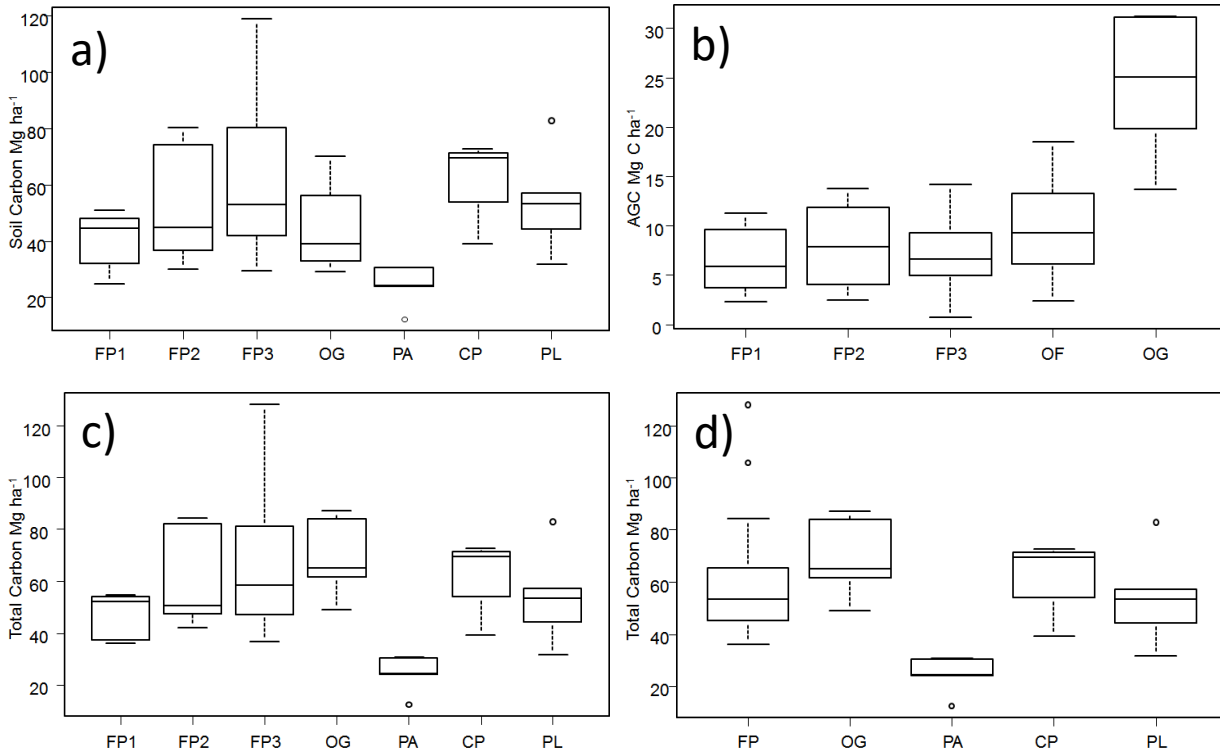 a)
Soil Carbon Mg ha⁻¹
120
100
80
60
40
20
FP1 FP2 FP3 OG PA CP PL
b)
AGC Mg C ha⁻¹
30
25
20
15
10
5
0
FP1 FP2 FP3 OF OG
c)
Total Carbon Mg ha⁻¹
120
100
80
60
40
20
FP1 FP2 FP3 OG PA CP PL
d)
Total Carbon Mg ha⁻¹
120
100
80
60
40
20
FP OG PA CP PL